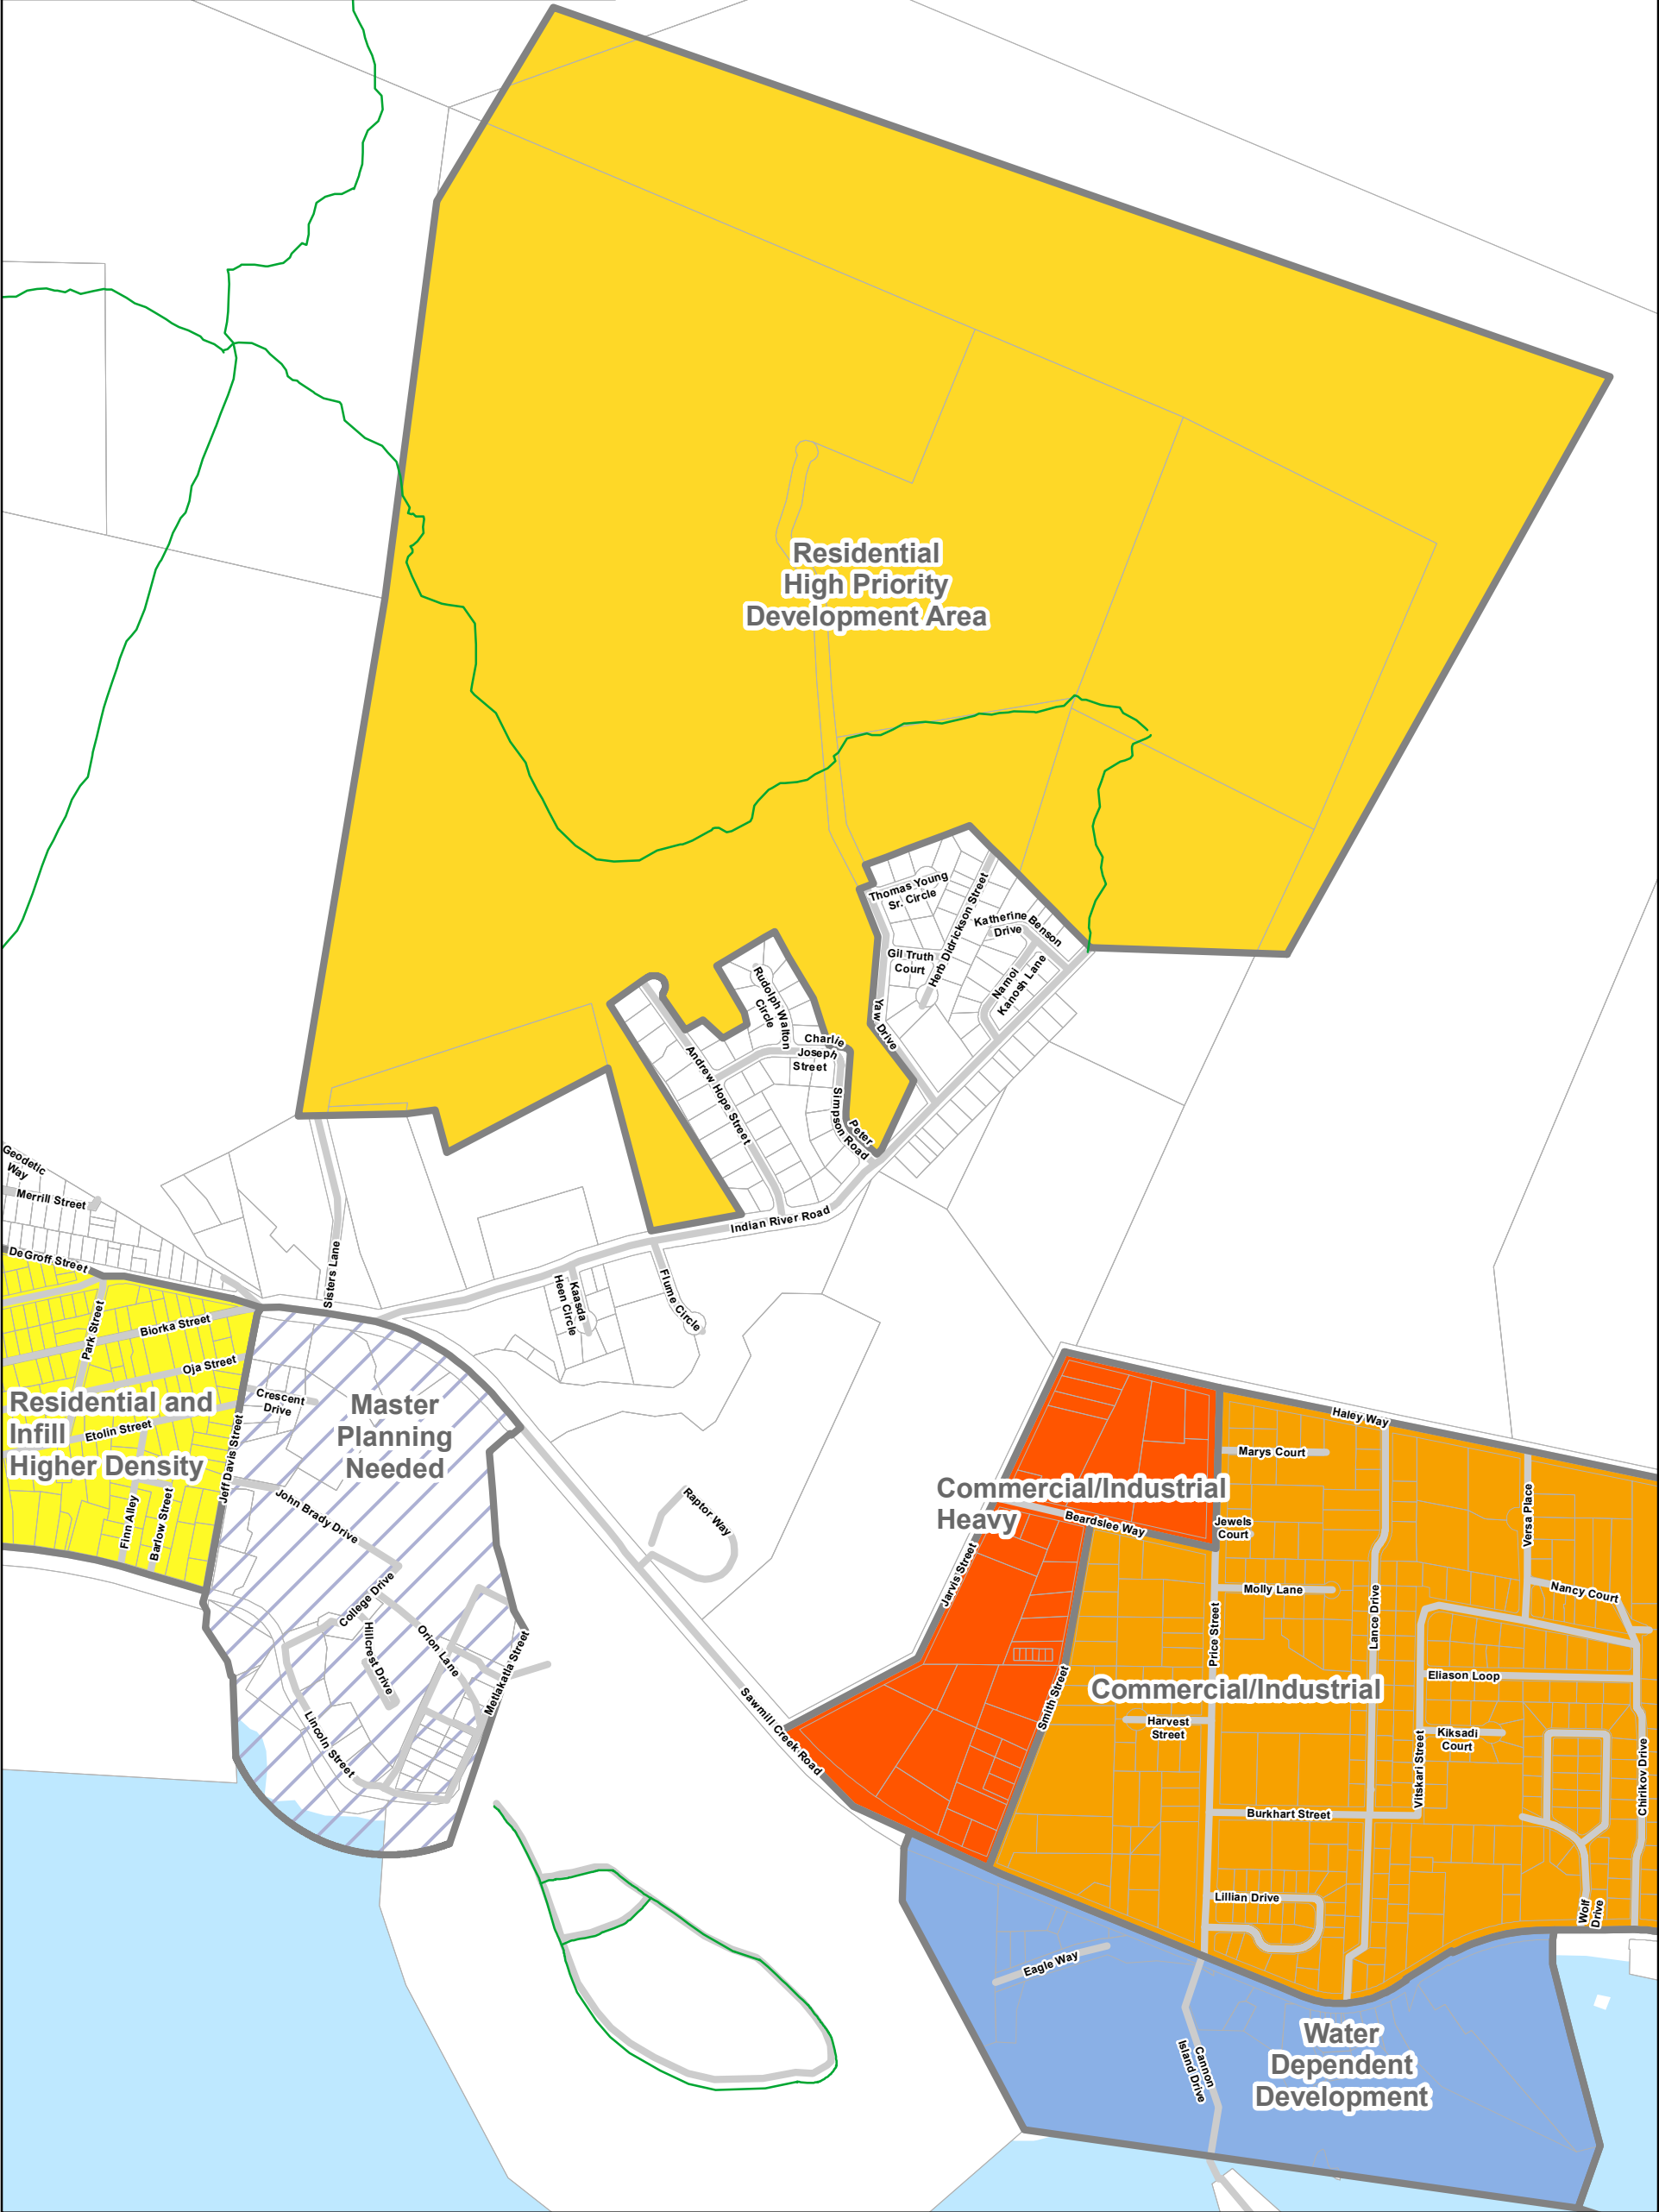 Residential
High Priority
Development Area
Thomas Young
Sr. Circle
Herb Didrickson Street
Katherine Benson
Drive
Gil Truth
Court
Namoi
Kanosh Lane
Yaw Drive
Rudolph Walton
Circle
Charlie
Joseph
Street
Andrew Hope Street
Peter
Simpson Road
Indian River Road
Geodetic
Way
Merrill Street
DeGroff Street
Sisters Lane
Kaasda
Heen Circle
Flume Circle
Park Street
Biorka Street
Oja Street
Residential and
Infill
Higher Density
Etolin Street
Finn Alley
Barlow Street
Jeff Davis Street
Crescent
Drive
Master
Planning
Needed
John Brady Drive
College Drive
Hillcrest Drive
Orion Lane
Metlakatla Street
Lincoln Street
Raptor Way
Sawmill Creek Road
Commercial/Industrial
Heavy
Beardslee Way
Jarvis Street
Smith Street
Haley Way
Marys Court
Jewels
Court
Versa Place
Molly Lane
Nancy Court
Price Street
Lance Drive
Eliason Loop
Commercial/Industrial
Harvest
Street
Kiksadi
Court
Vitskari Street
Chirikov Drive
Burkhart Street
Lillian Drive
Wolf
Drive
Eagle Way
Cannon
Island Drive
Water
Dependent
Development